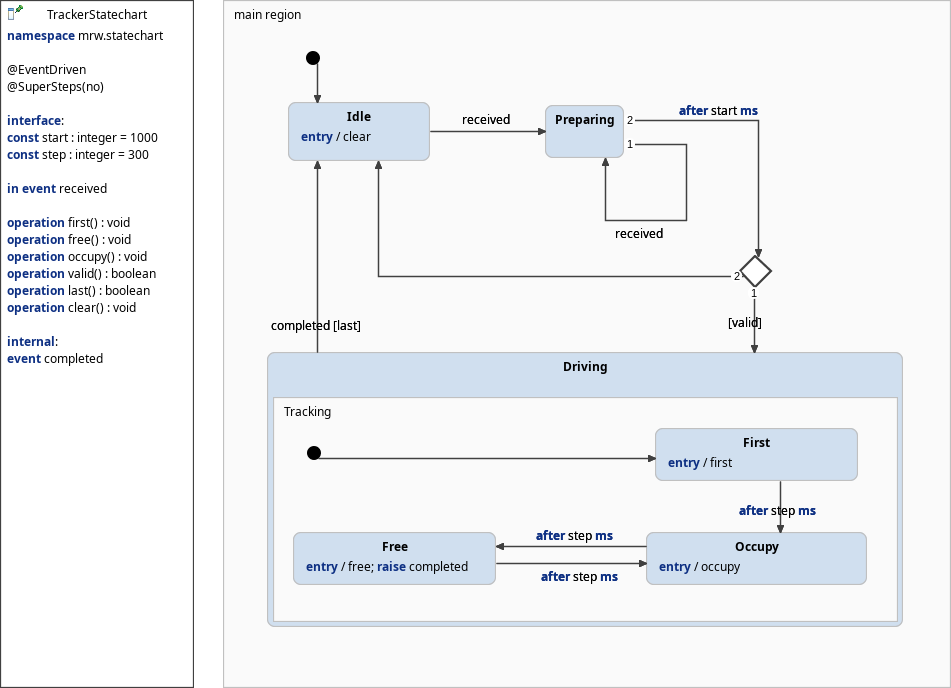 TrackerStatechart
namespace mrw.statechart
@EventDriven
@SuperSteps(no)
interface:
const start : integer = 1000
const step : integer = 300
in event received
operation first() : void
operation free() : void
operation occupy() : void
operation valid() : boolean
operation last() : boolean
operation clear() : void
internal:
event completed
main region
Idle
entry / clear
received
Preparing
2
after start ms
1
received
2
1
[valid]
completed [last]
Driving
Tracking
First
entry / first
after step ms
Free
entry / free; raise completed
after step ms
after step ms
Occupy
entry / occupy